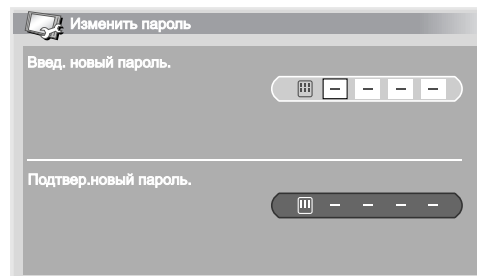 Изменить пароль
Введ. новый пароль.
– – – –
Подтвер.новый пароль.
– – – –